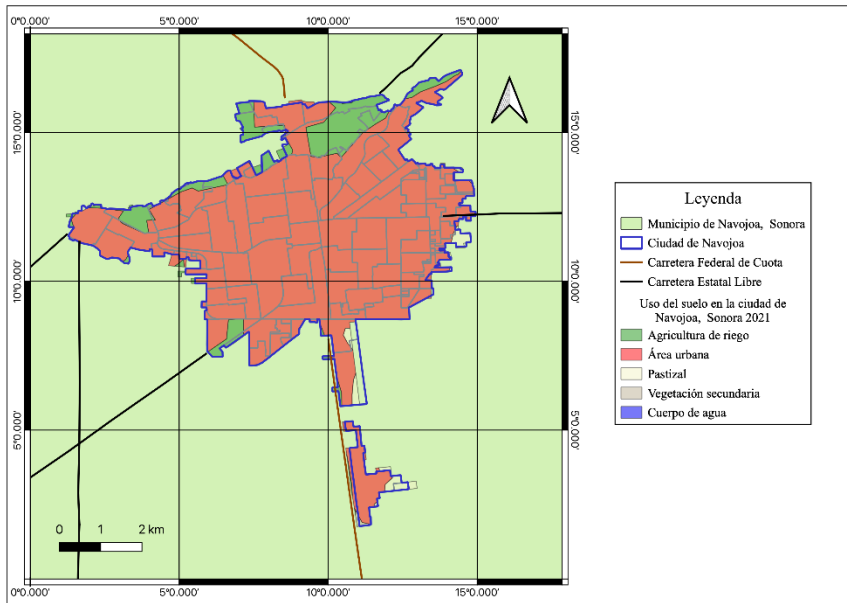 0°0.000' 5°0.000' 10°0.000' 15°0.000'
15°0.000' 15°0.000'
10°0.000' 10°0.000'
5°0.000' 5°0.000'
0 1 2 km
0°0.000' 5°0.000' 10°0.000' 15°0.000'
Leyenda
Municipio de Navojoa, Sonora
Ciudad de Navojoa
Carretera Federal de Cuota
Carretera Estatal Libre
Uso del suelo en la ciudad de
Navojoa, Sonora 2021
Agricultura de riego
Área urbana
Pastizal
Vegetación secundaria
Cuerpo de agua